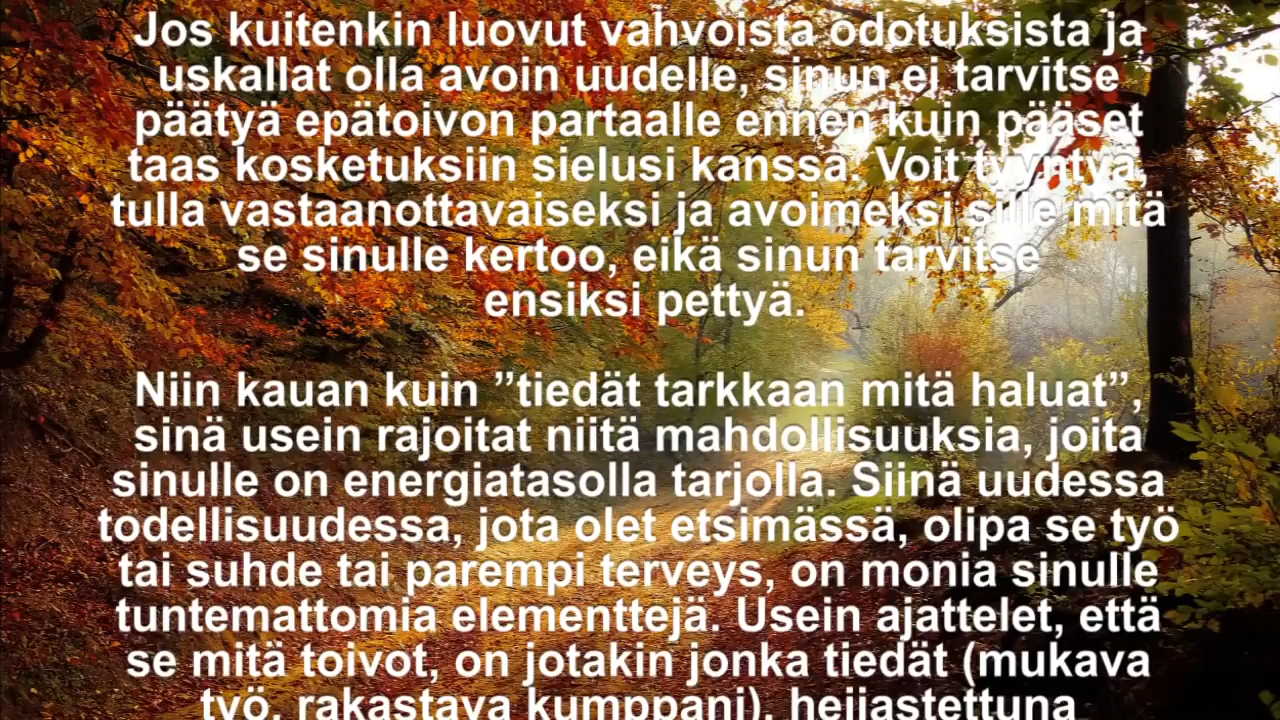 Jos kuitenkin luovut vahvoista odotuksista ja
uskallat olla avoin uudelle, sinun ei tarvitse
päätyä epätoivon partaalle ennen kuin pääset
taas kosketuksiin sielusi kanssa. Voit tyyntyä,
tulla vastaanottavaiseksi ja avoimeksi sille mitä
se sinulle kertoo, eikä sinun tarvitse
ensiksi pettyä.
Niin kauan kuin ”tiedät tarkkaan mitä haluat”,
sinä usein rajoitat niitä mahdollisuuksia, joita
sinulle on energiatasolla tarjolla. Siinä uudessa
todellisuudessa, jota olet etsimässä, olipa se työ
tai suhde tai parempi terveys, on monia sinulle
tuntemattomia elementtejä. Usein ajattelet, että
se mitä toivot, on jotakin jonka tiedät (mukava
työ, rakastava kumppani), heijastettuna